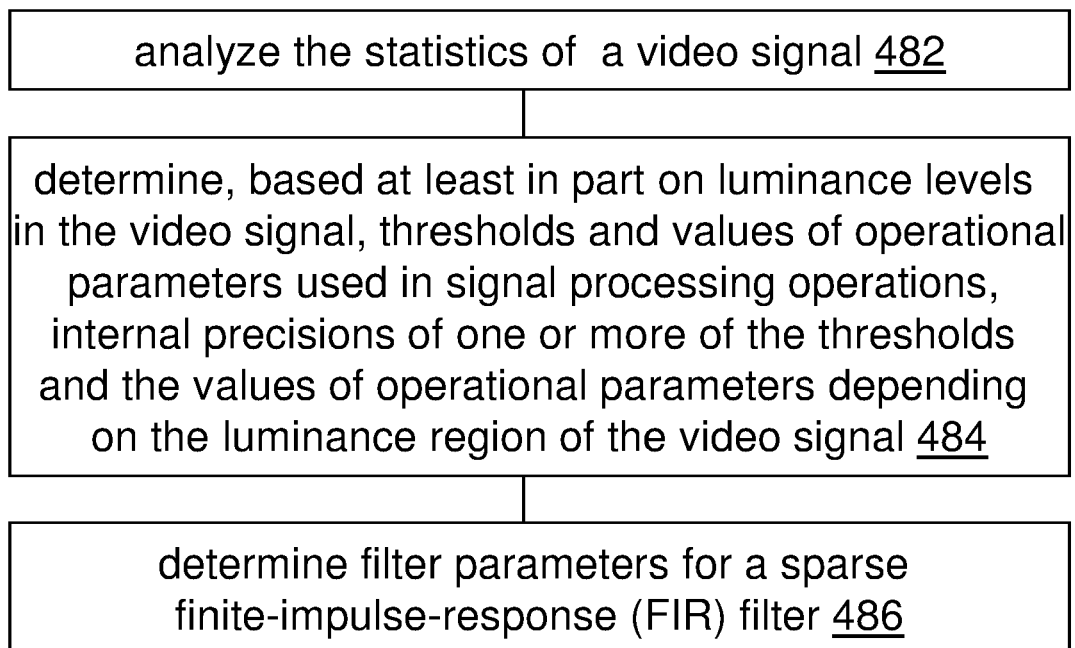 analyze the statistics of a video signal 482
determine, based at least in part on luminance levels
in the video signal, thresholds and values of operational
parameters used in signal processing operations,
internal precisions of one or more of the thresholds
and the values of operational parameters depending
on the luminance region of the video signal 484
determine filter parameters for a sparse
finite-impulse-response (FIR) filter 486